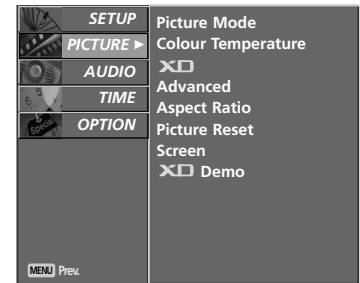 SETUP
PICTURE ►
AUDIO
TIME
OPTION
Special
Picture Mode
Colour Temperature
XD
Advanced
Aspect Ratio
Picture Reset
Screen
XD Demo
MENU Prev.